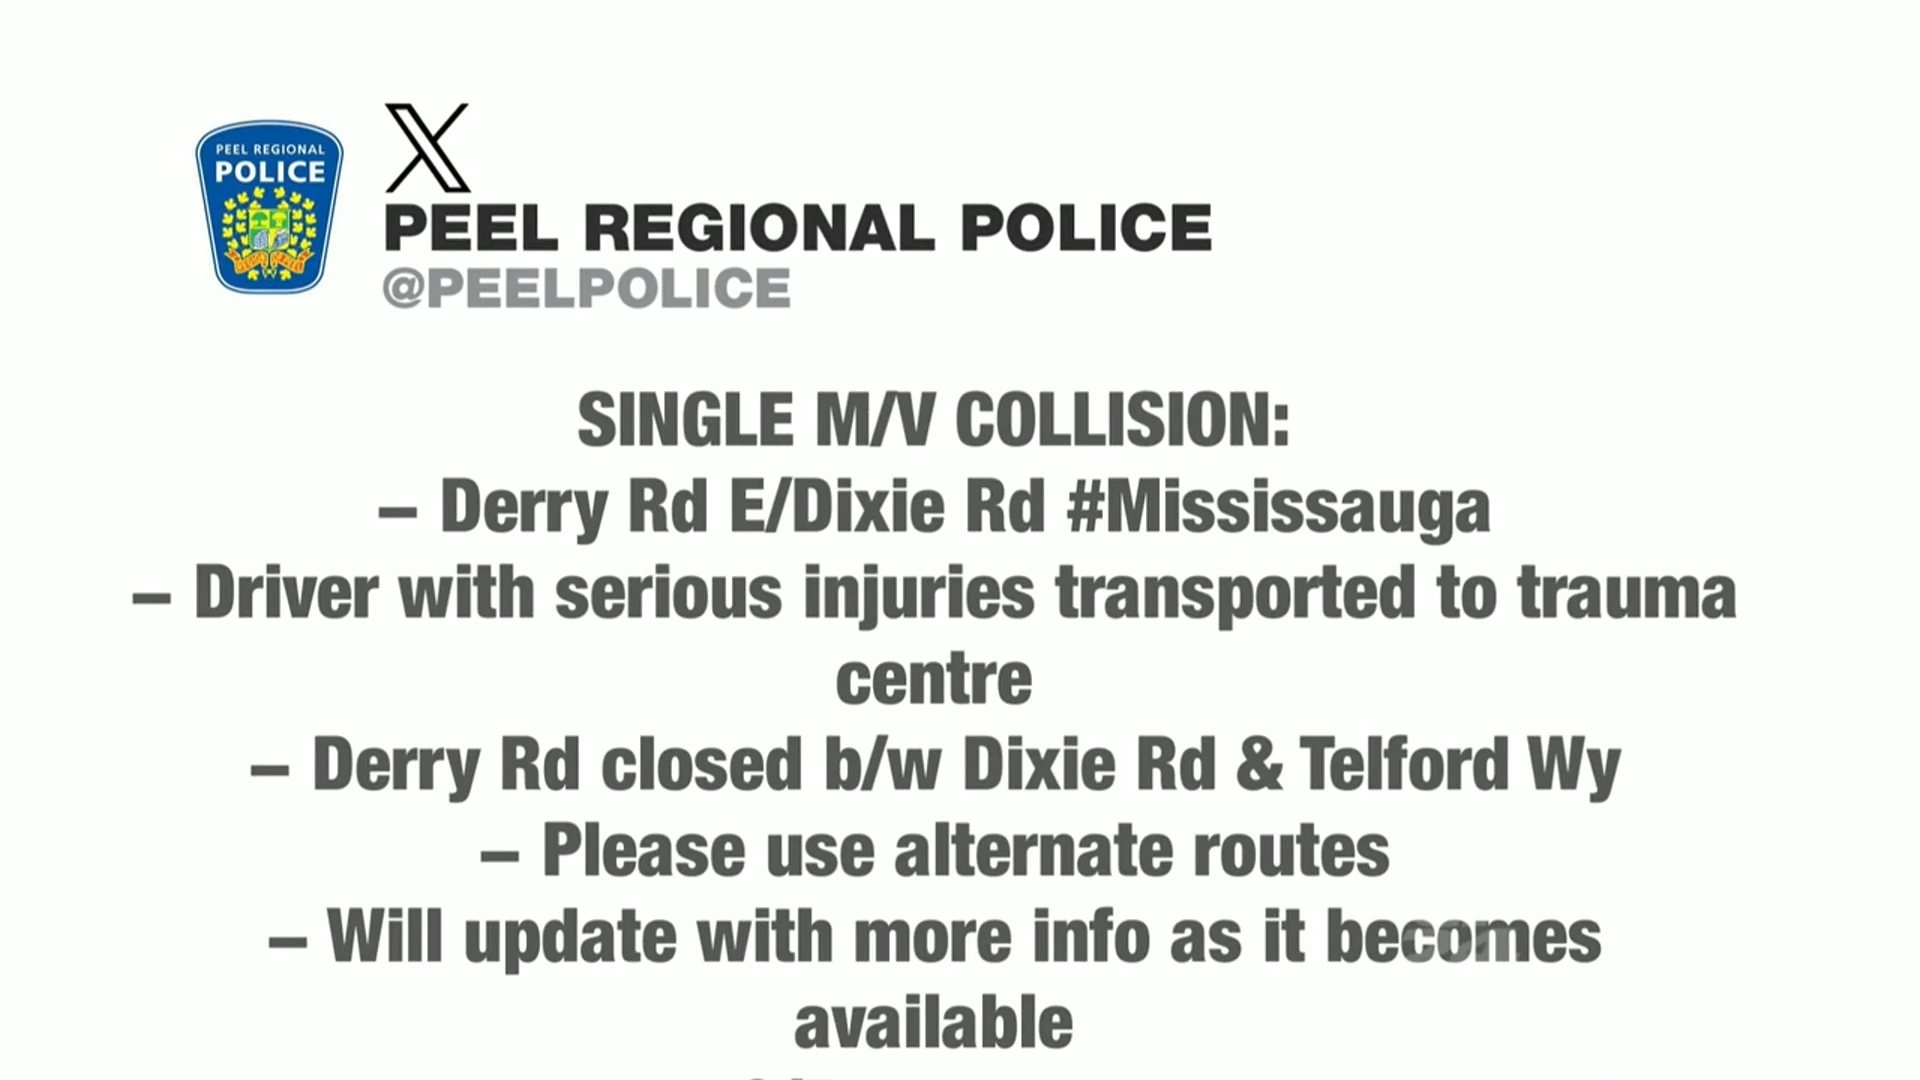 PEEL REGIONAL
POLICE
PEEL REGIONAL POLICE
@PEELPOLICE
SINGLE M/V COLLISION:
– Derry Rd E/Dixie Rd #Mississauga
– Driver with serious injuries transported to trauma
centre
– Derry Rd closed b/w Dixie Rd & Telford Wy
– Please use alternate routes
– Will update with more info as it becomes
available